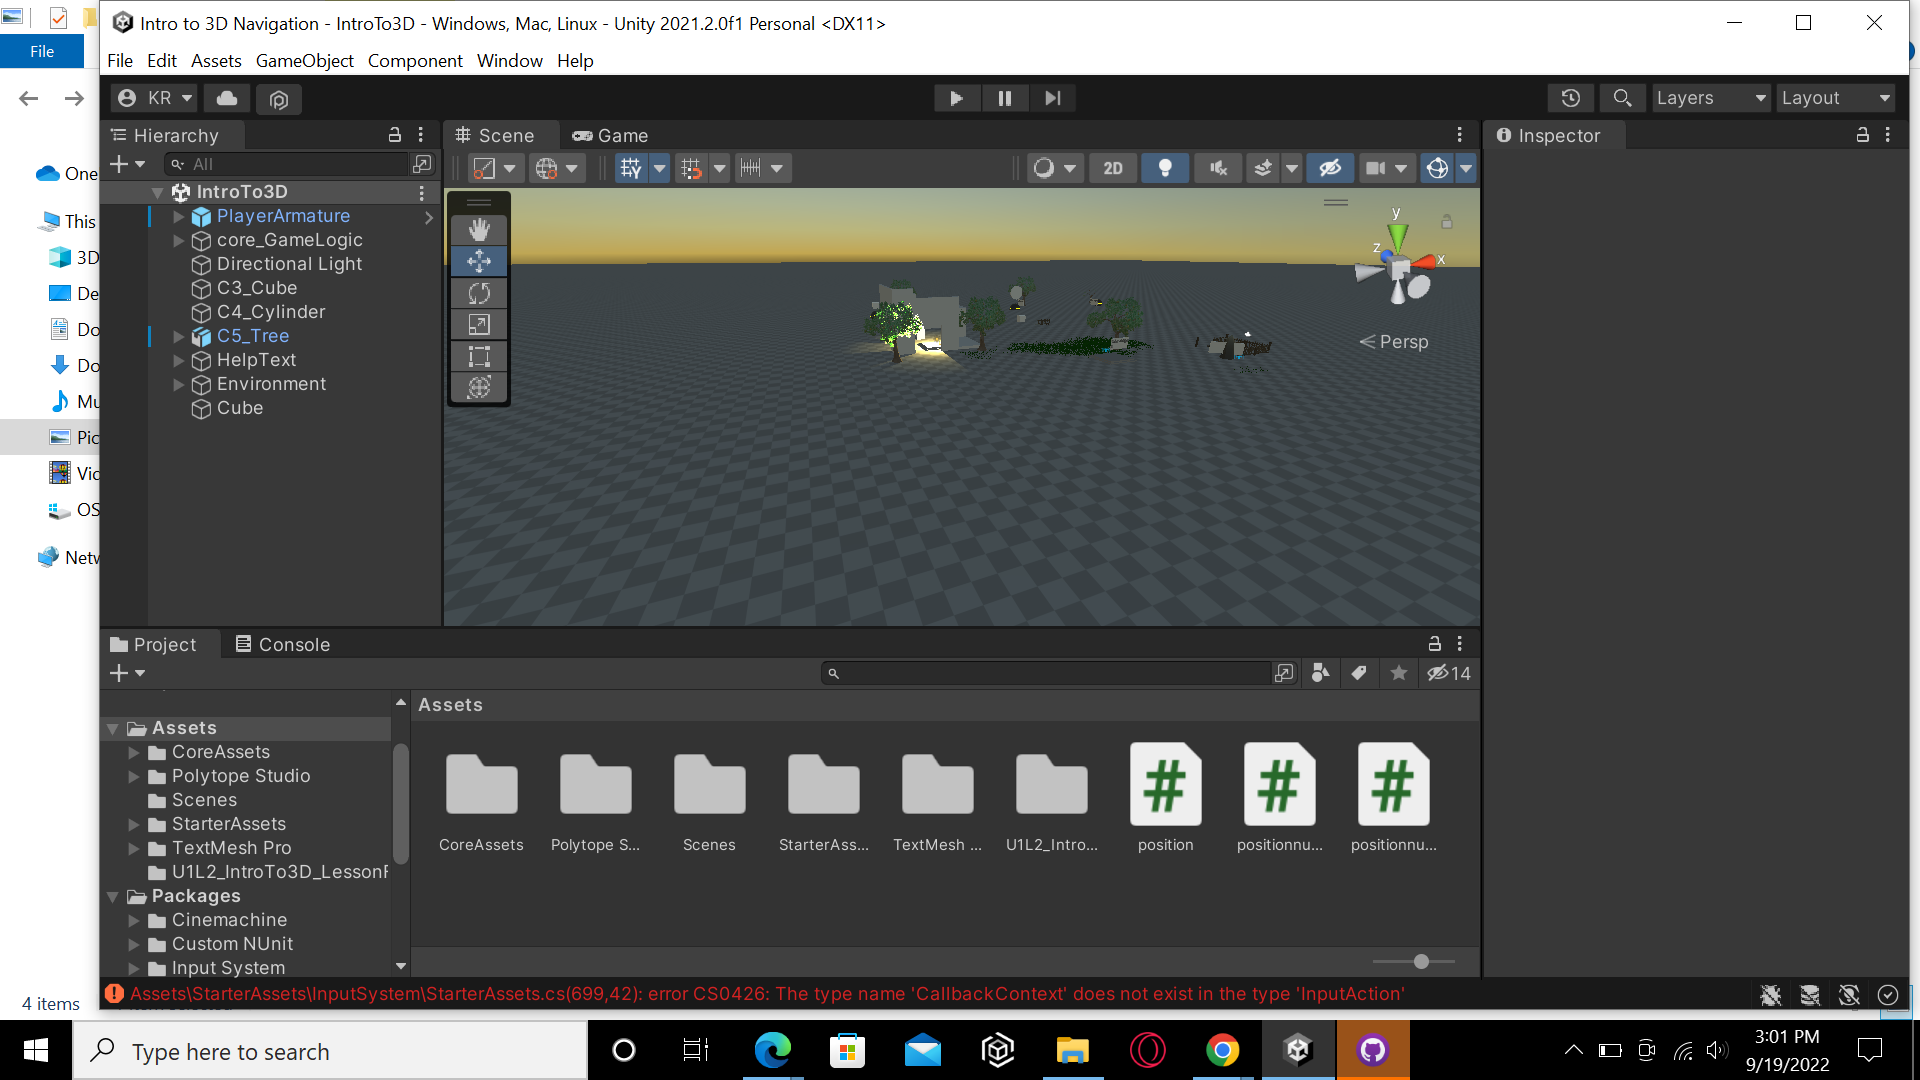 Intro to 3D Navigation - IntroTo3D - Windows, Mac, Linux - Unity 2021.2.0f1 Personal <DX11>
File
File Edit Assets GameObject Component Window Help
KR
Layers
Layout
Hierarchy
Scene
Game
Inspector
All
2D
One
This
3D
De
Do
Do
Mu
Pic
Vic
OS
Netw
IntroTo3D
PlayerArmature
core_GameLogic
Directional Light
C3_Cube
C4_Cylinder
C5_Tree
HelpText
Environment
Cube
y
z
x
Persp
Project
Console
14
Assets
CoreAssets
Polytope Studio
Scenes
StarterAssets
TextMesh Pro
U1L2_IntroTo3D_LessonF
Packages
Cinemachine
Custom NUnit
Input System
Assets
CoreAssets
Polytope S...
Scenes
StarterAss...
TextMesh ...
U1L2_Intro...
position
positionnu...
positionnu...
4 items
Assets\StarterAssets\InputSystem\StarterAssets.cs(699,42): error CS0426: The type name 'CallbackContext' does not exist in the type 'InputAction'
Type here to search
3:01 PM
9/19/2022